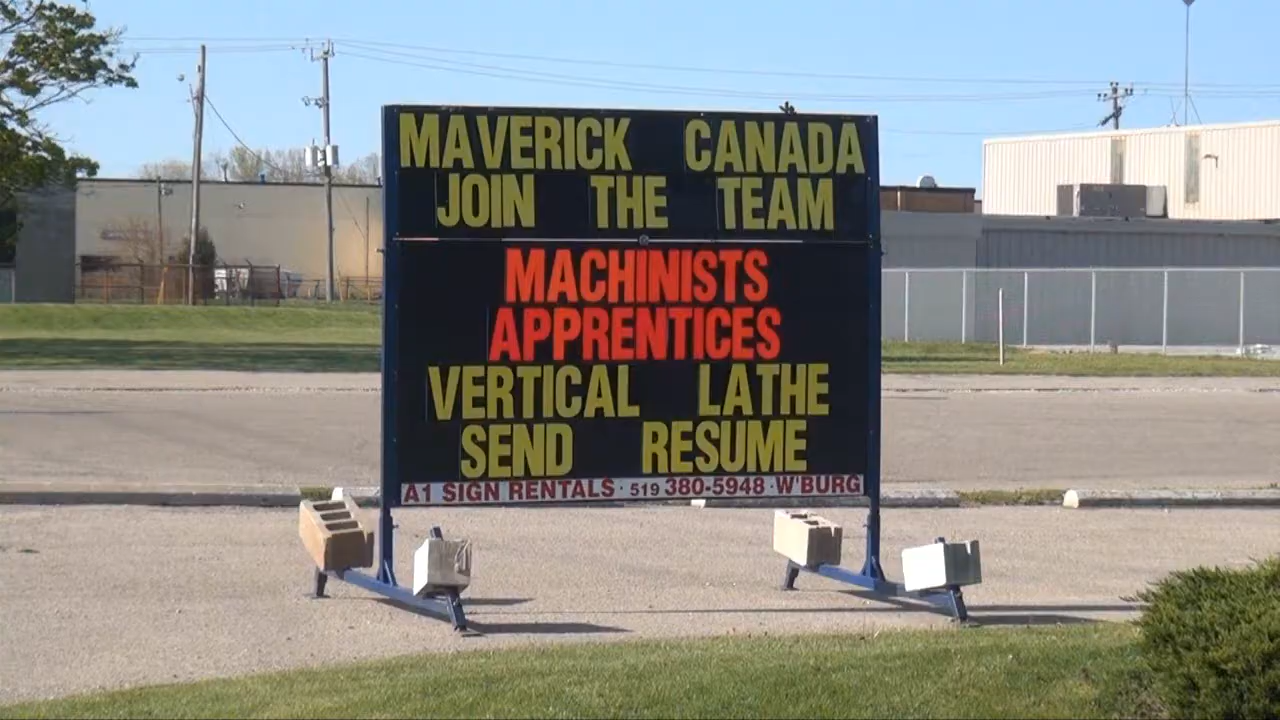 MAVERICK CANADA
JOIN THE TEAM
MACHINISTS
APPRENTICES
VERTICAL LATHE
SEND RESUME
A1 SIGN RENTALS · 519 380-5948 · W'BURG